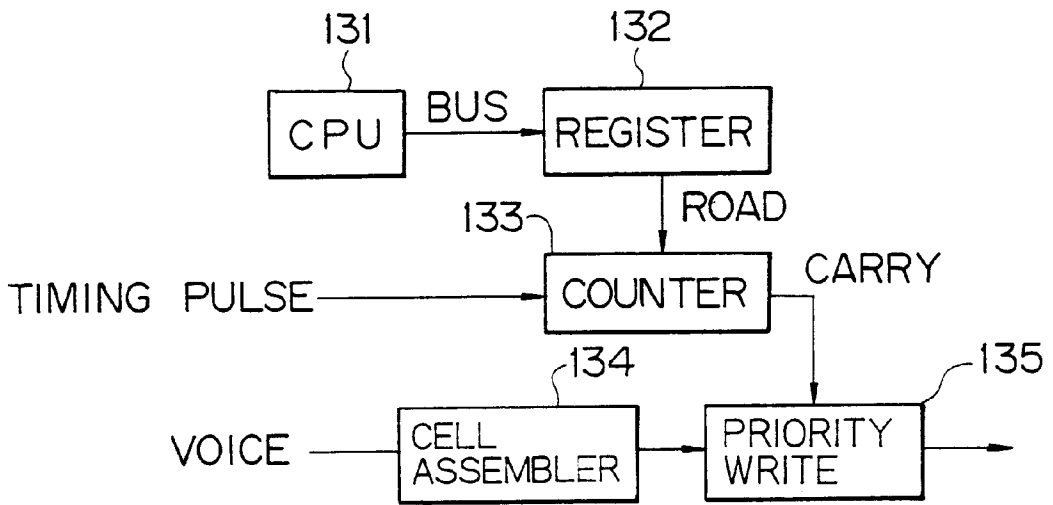 131
132
CPU
BUS
REGISTER
ROAD
133
TIMING PULSE
COUNTER
CARRY
134
135
VOICE
CELL
ASSEMBLER
PRIORITY
WRITE